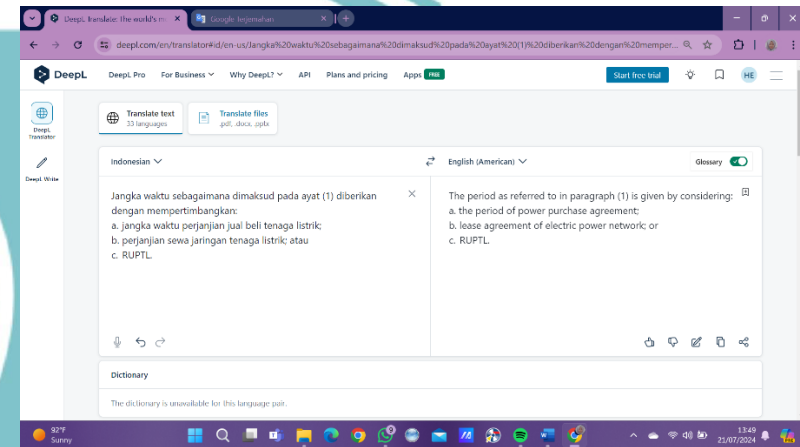 DeepL Translate: The world's m
Google Terjemahan
deepl.com/en/translator#id/en-us/Jangka%20waktu%20sebagaimana%20dimaksud%20pada%20ayat%20(1)%20diberikan%20dengan%20memper...
DeepL
DeepL Pro
For Business
Why DeepL?
API
Plans and pricing
Apps
FREE
Start free trial
HE
DeepL
Translator
DeepL Write
Translate text
33 languages
Translate files
.pdf, .docx, .pptx
Indonesian
English (American)
Glossary
Jangka waktu sebagaimana dimaksud pada ayat (1) diberikan
dengan mempertimbangkan:
a. jangka waktu perjanjian jual beli tenaga listrik;
b. perjanjian sewa jaringan tenaga listrik; atau
c. RUPTL.
The period as referred to in paragraph (1) is given by considering:
a. the period of power purchase agreement;
b. lease agreement of electric power network; or
c. RUPTL.
Dictionary
The dictionary is unavailable for this language pair.
92°F
Sunny
13:49
21/07/2024